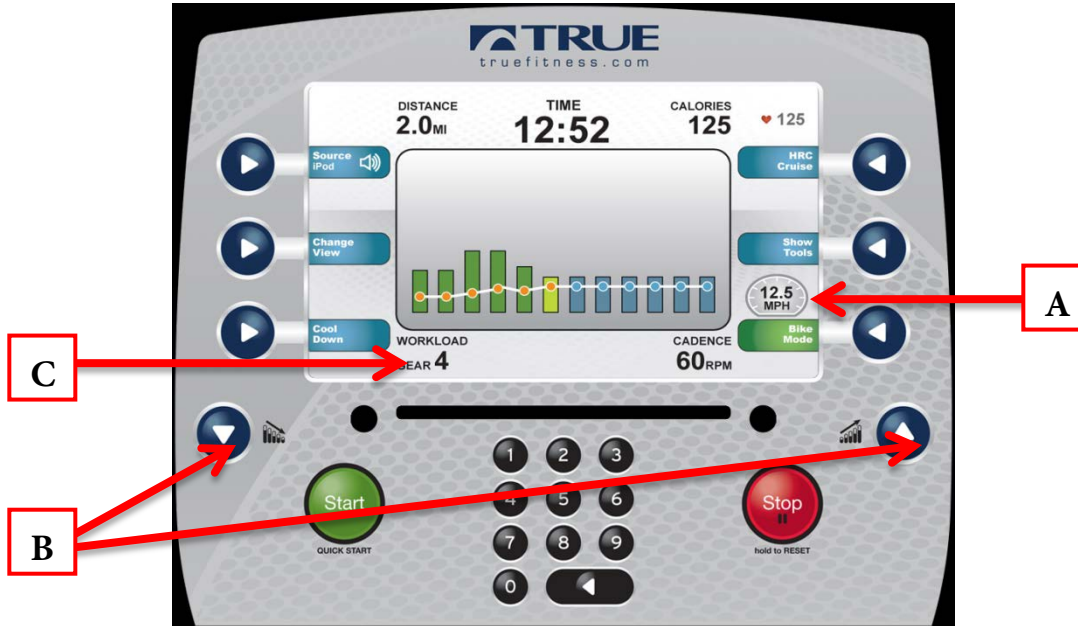 TRUE
truefitness.com
DISTANCE
2.0MI
TIME
12:52
CALORIES
125
125
Source
iPod
HRC
Cruise
Change
View
Show
Tools
12.5
MPH
A
Cool
Down
Bike
Mode
WORKLOAD
GEAR 4
CADENCE
60RPM
C
1 2 3
Start
QUICK START
4 5 6
Stop
hold to RESET
B
7 8 9
0